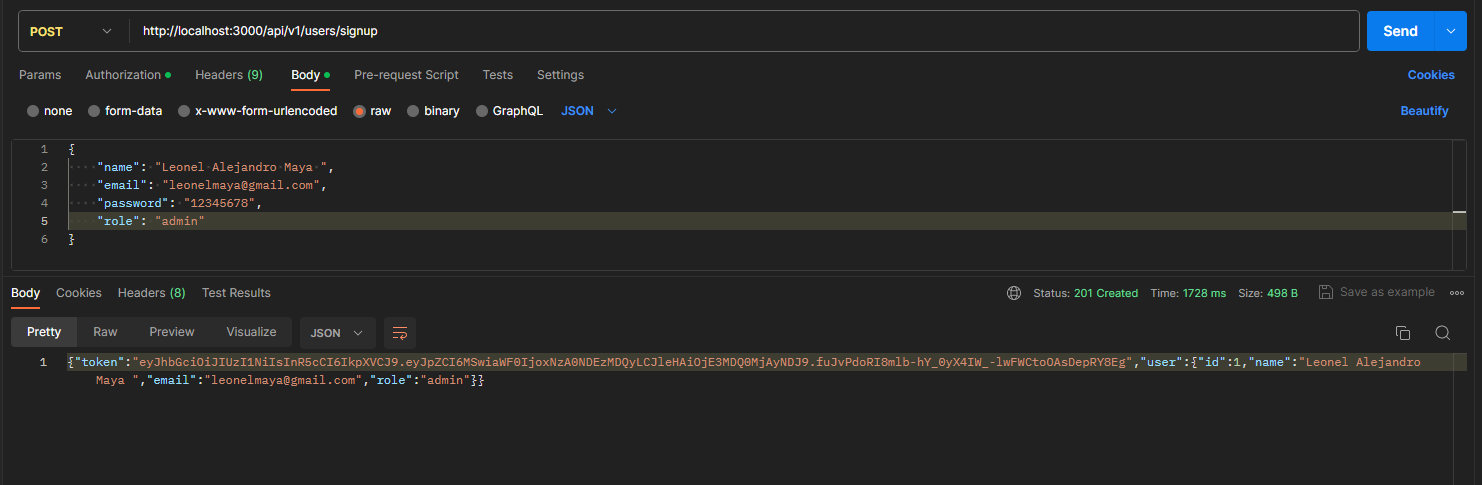 POST http://localhost:3000/api/v1/users/signup Send
Params Authorization Headers (9) Body Pre-request Script Tests Settings Cookies
none form-data x-www-form-urlencoded raw binary GraphQL JSON Beautify
1 {
2 "name": "Leonel Alejandro Maya ",
3 "email": "leonelmaya@gmail.com",
4 "password": "12345678",
5 "role": "admin"
6 }
Body Cookies Headers (8) Test Results Status: 201 Created Time: 1728 ms Size: 498 B Save as example
Pretty Raw Preview Visualize JSON
1 {"token":"eyJhbGciOiJIUzI1NiIsInR5cCI6IkpXVCJ9.eyJpZCI6MSwiaWF0IjoxNzA0NDEzMDQyLCJleHAiOjE3MDQ0MjAyNDJ9.fuJvPdoRI8mlb-hY_0yX4IW_-lwFWCtoOAsDepRY8Eg","user":{"id":1,"name":"Leonel Alejandro
Maya ","email":"leonelmaya@gmail.com","role":"admin"}}